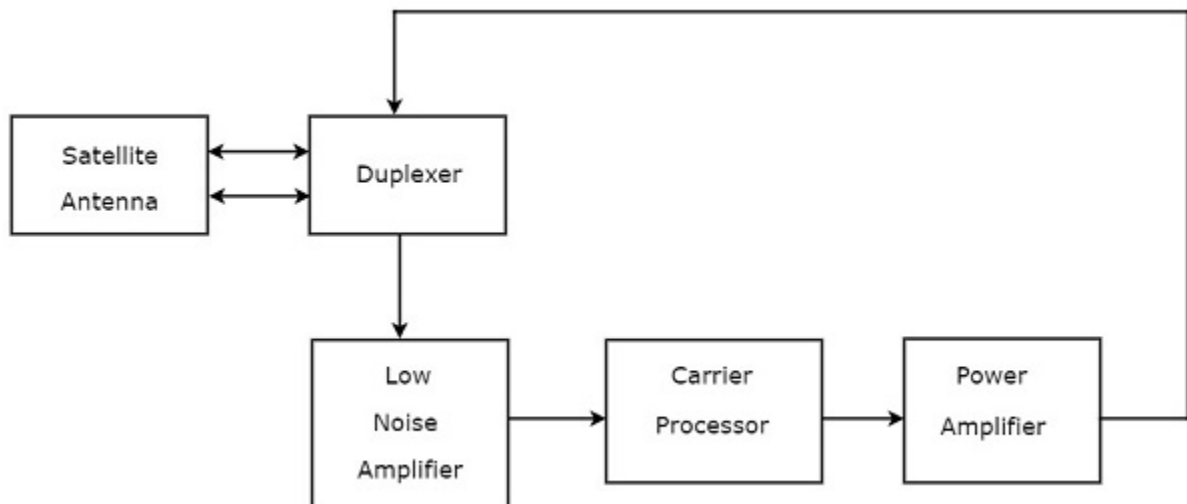 Satellite
Antenna
Duplexer
Low
Noise
Amplifier
Carrier
Processor
Power
Amplifier